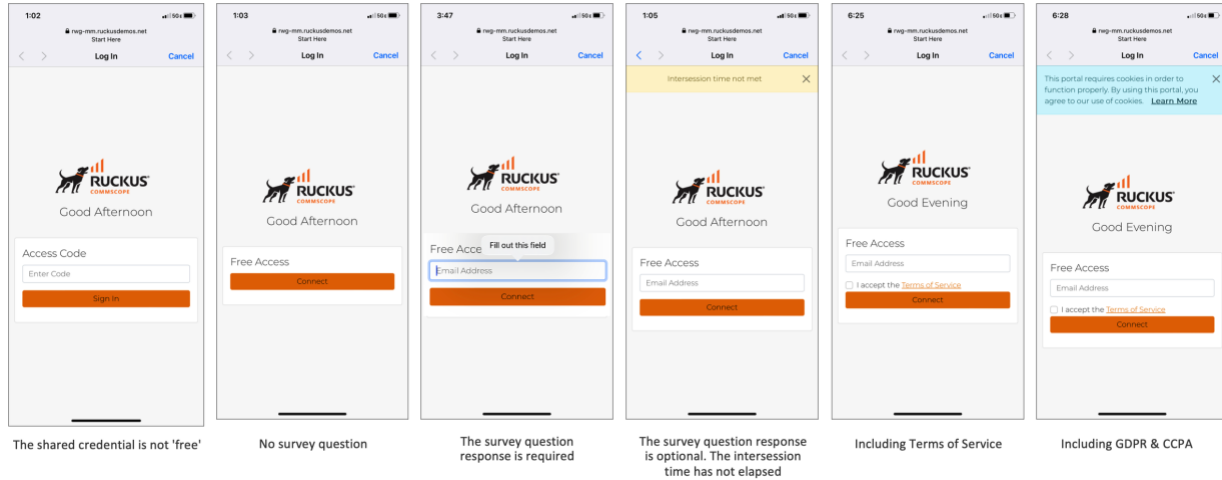 1:02
5G E
rwg-mm.ruckusdemos.net
Start Here
Log In
Cancel
RUCKUS
COMMSCOPE
Good Afternoon
Access Code
Enter Code
Sign In
The shared credential is not 'free'
1:03
5G E
rwg-mm.ruckusdemos.net
Start Here
Log In
Cancel
RUCKUS
COMMSCOPE
Good Afternoon
Free Access
Connect
No survey question
3:47
5G E
rwg-mm.ruckusdemos.net
Start Here
Log In
Cancel
RUCKUS
COMMSCOPE
Good Afternoon
Free Acce
Fill out this field
Email Address
Connect
The survey question
response is required
1:05
5G E
rwg-mm.ruckusdemos.net
Start Here
Log In
Cancel
Intersession time not met
RUCKUS
COMMSCOPE
Good Afternoon
Free Access
Email Address
Connect
The survey question response
is optional. The intersession
time has not elapsed
6:25
5G E
rwg-mm.ruckusdemos.net
Start Here
Log In
Cancel
RUCKUS
COMMSCOPE
Good Evening
Free Access
Email Address
I accept the Terms of Service
Connect
Including Terms of Service
6:28
5G E
rwg-mm.ruckusdemos.net
Start Here
Log In
Cancel
This portal requires cookies in order to
function properly. By using this portal, you
agree to our use of cookies. Learn More
RUCKUS
COMMSCOPE
Good Evening
Free Access
Email Address
I accept the Terms of Service
Connect
Including GDPR & CCPA